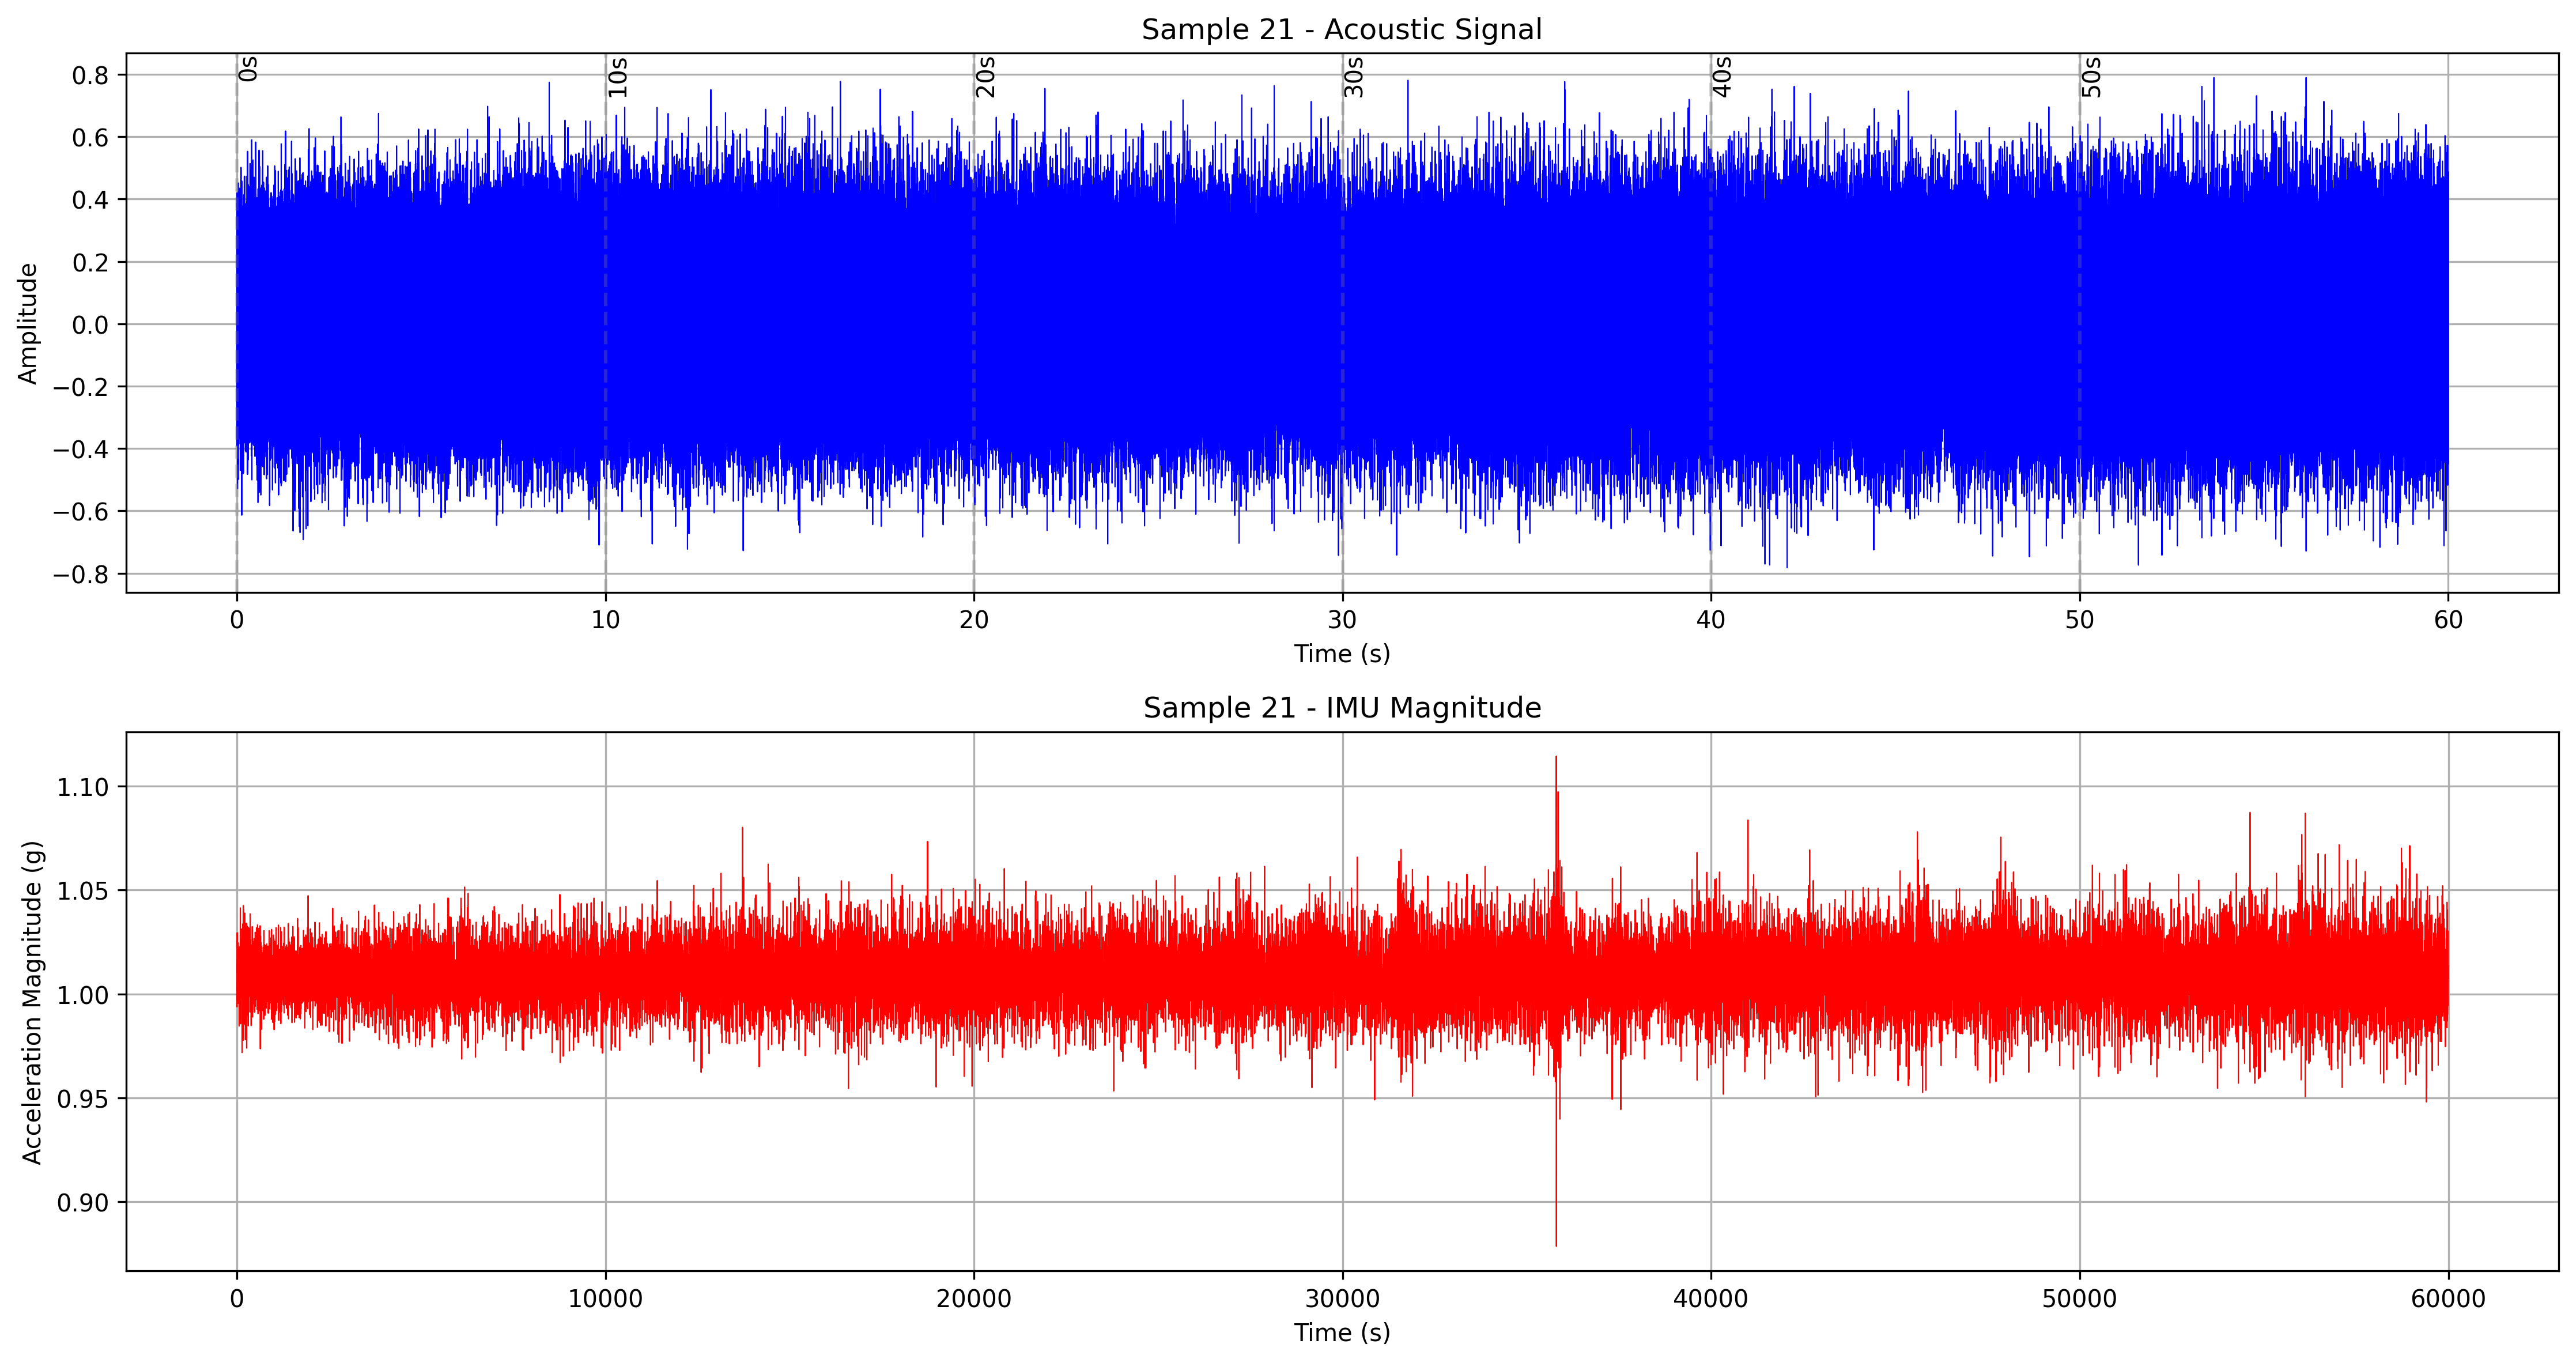 Sample 21 - Acoustic Signal
0s 10s 20s 30s 40s 50s
0.8
0.6
0.4
0.2
0.0
−0.2
−0.4
−0.6
−0.8
Amplitude
0 10 20 30 40 50 60
Time (s)
Sample 21 - IMU Magnitude
1.10
1.05
1.00
0.95
0.90
Acceleration Magnitude (g)
0 10000 20000 30000 40000 50000 60000
Time (s)